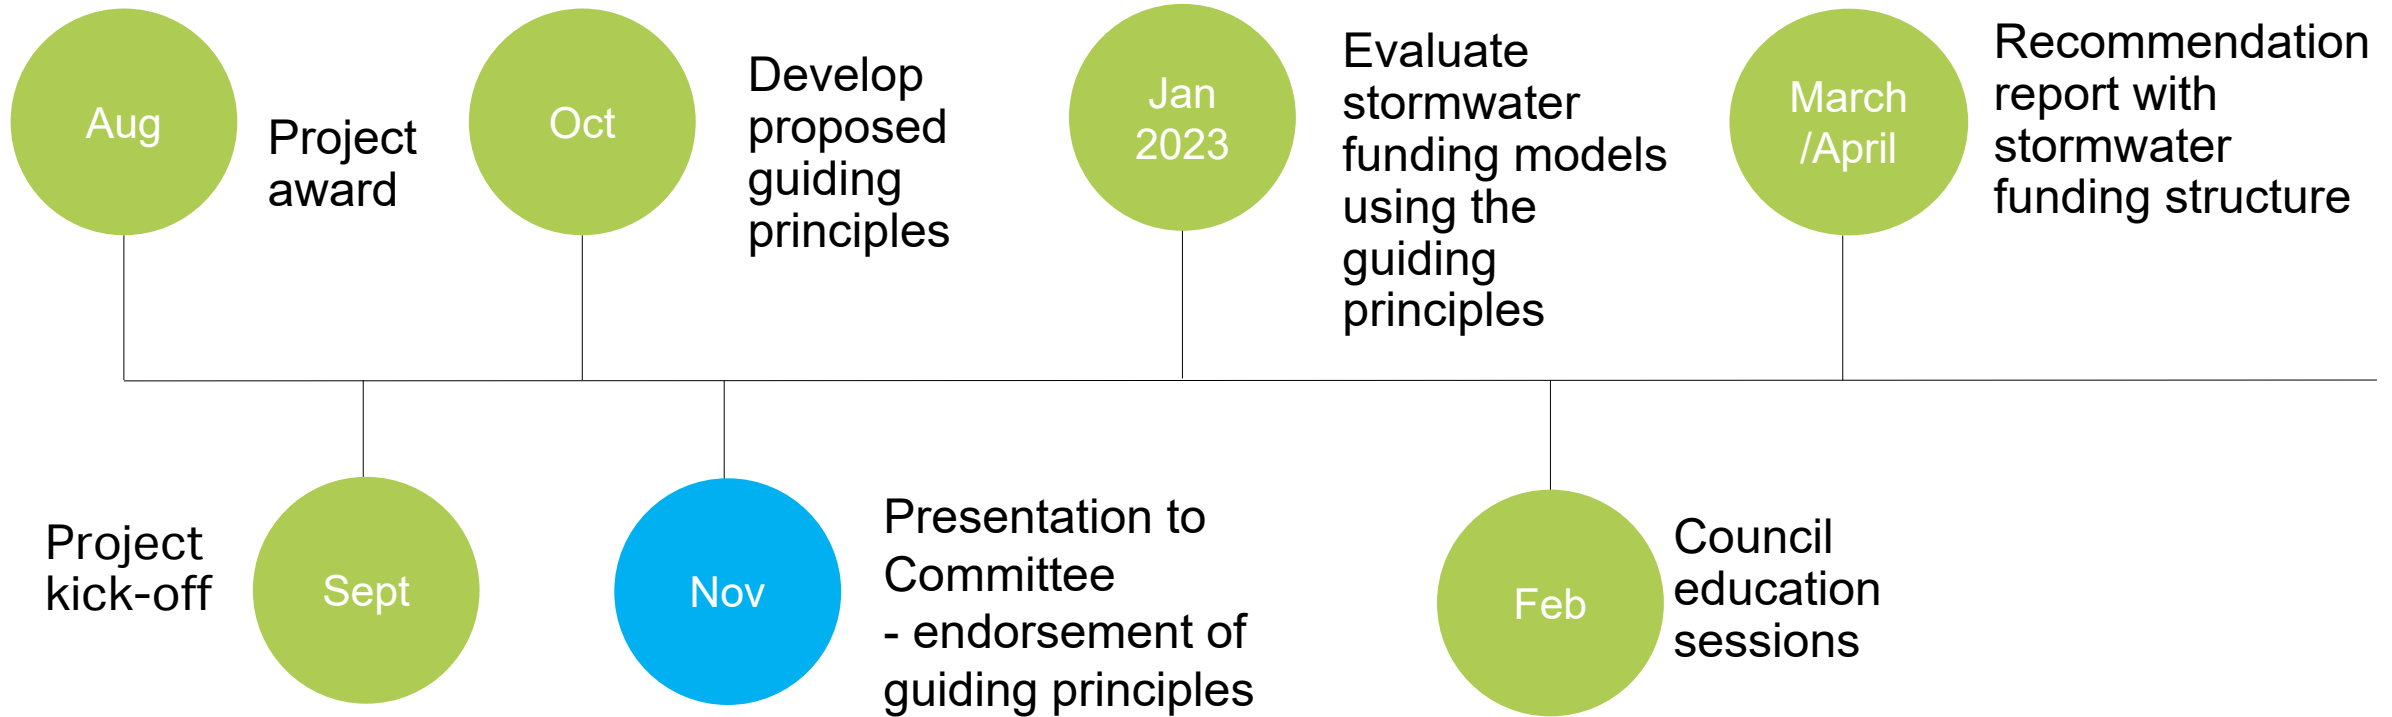 Aug
Project
award
Oct
Develop
proposed
guiding
principles
Jan
2023
Evaluate
stormwater
funding models
using the
guiding
principles
March
/April
Recommendation
report with
stormwater
funding structure
Project
kick-off
Sept
Nov
Presentation to
Committee
- endorsement of
guiding principles
Feb
Council
education
sessions